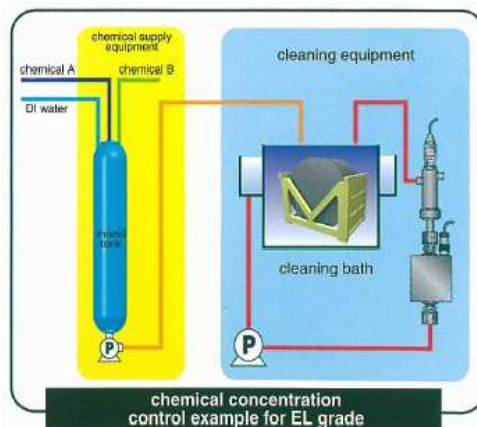 chemical supply
equipment
cleaning equipment
chemical A
chemical B
DI water
mixed
tank
cleaning bath
P
P
chemical concentration
control example for EL grade